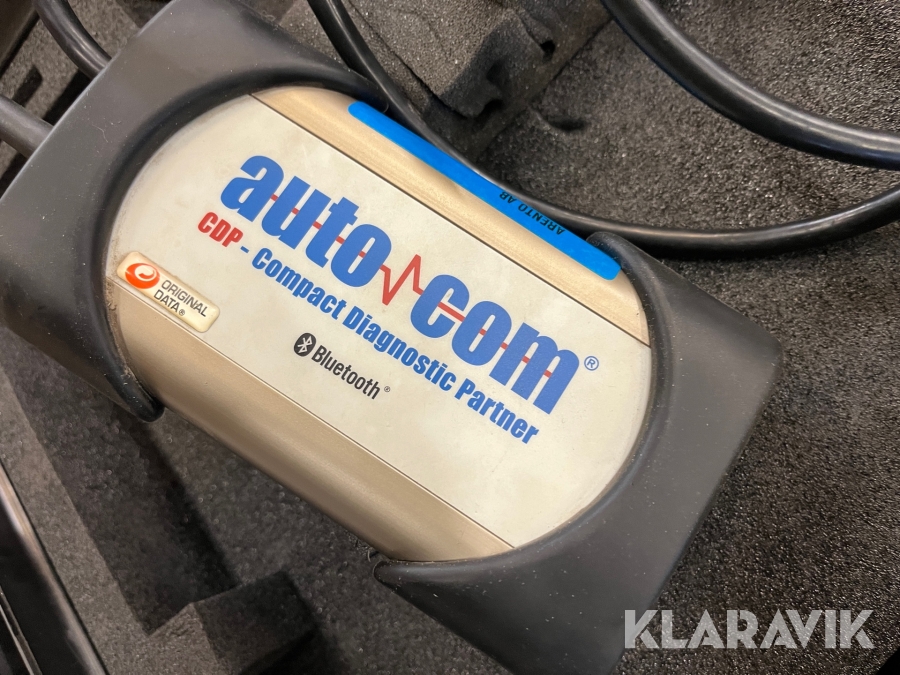 ARENTO AB
auto com®
CDP - Compact Diagnostic Partner
Bluetooth®
ORIGINAL
DATA®
KLARAVIK